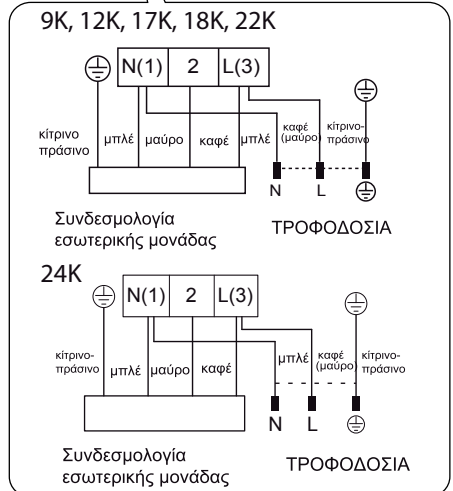 9K, 12K, 17K, 18K, 22K
N(1) 2 L(3)
κίτρινο
πράσινο
μπλέ μαύρο καφέ μπλέ
καφέ
(μαύρο)
κίτρινο-
πράσινο
N L
Συνδεσμολογία
εσωτερικής μονάδας
ΤΡΟΦΟΔΟΣΙΑ
24K
N(1) 2 L(3)
κίτρινο-
πράσινο
μπλέ μαύρο καφέ
μπλέ
καφέ
(μαύρο)
κίτρινο-
πράσινο
N L
Συνδεσμολογία
εσωτερικής μονάδας
ΤΡΟΦΟΔΟΣΙΑ